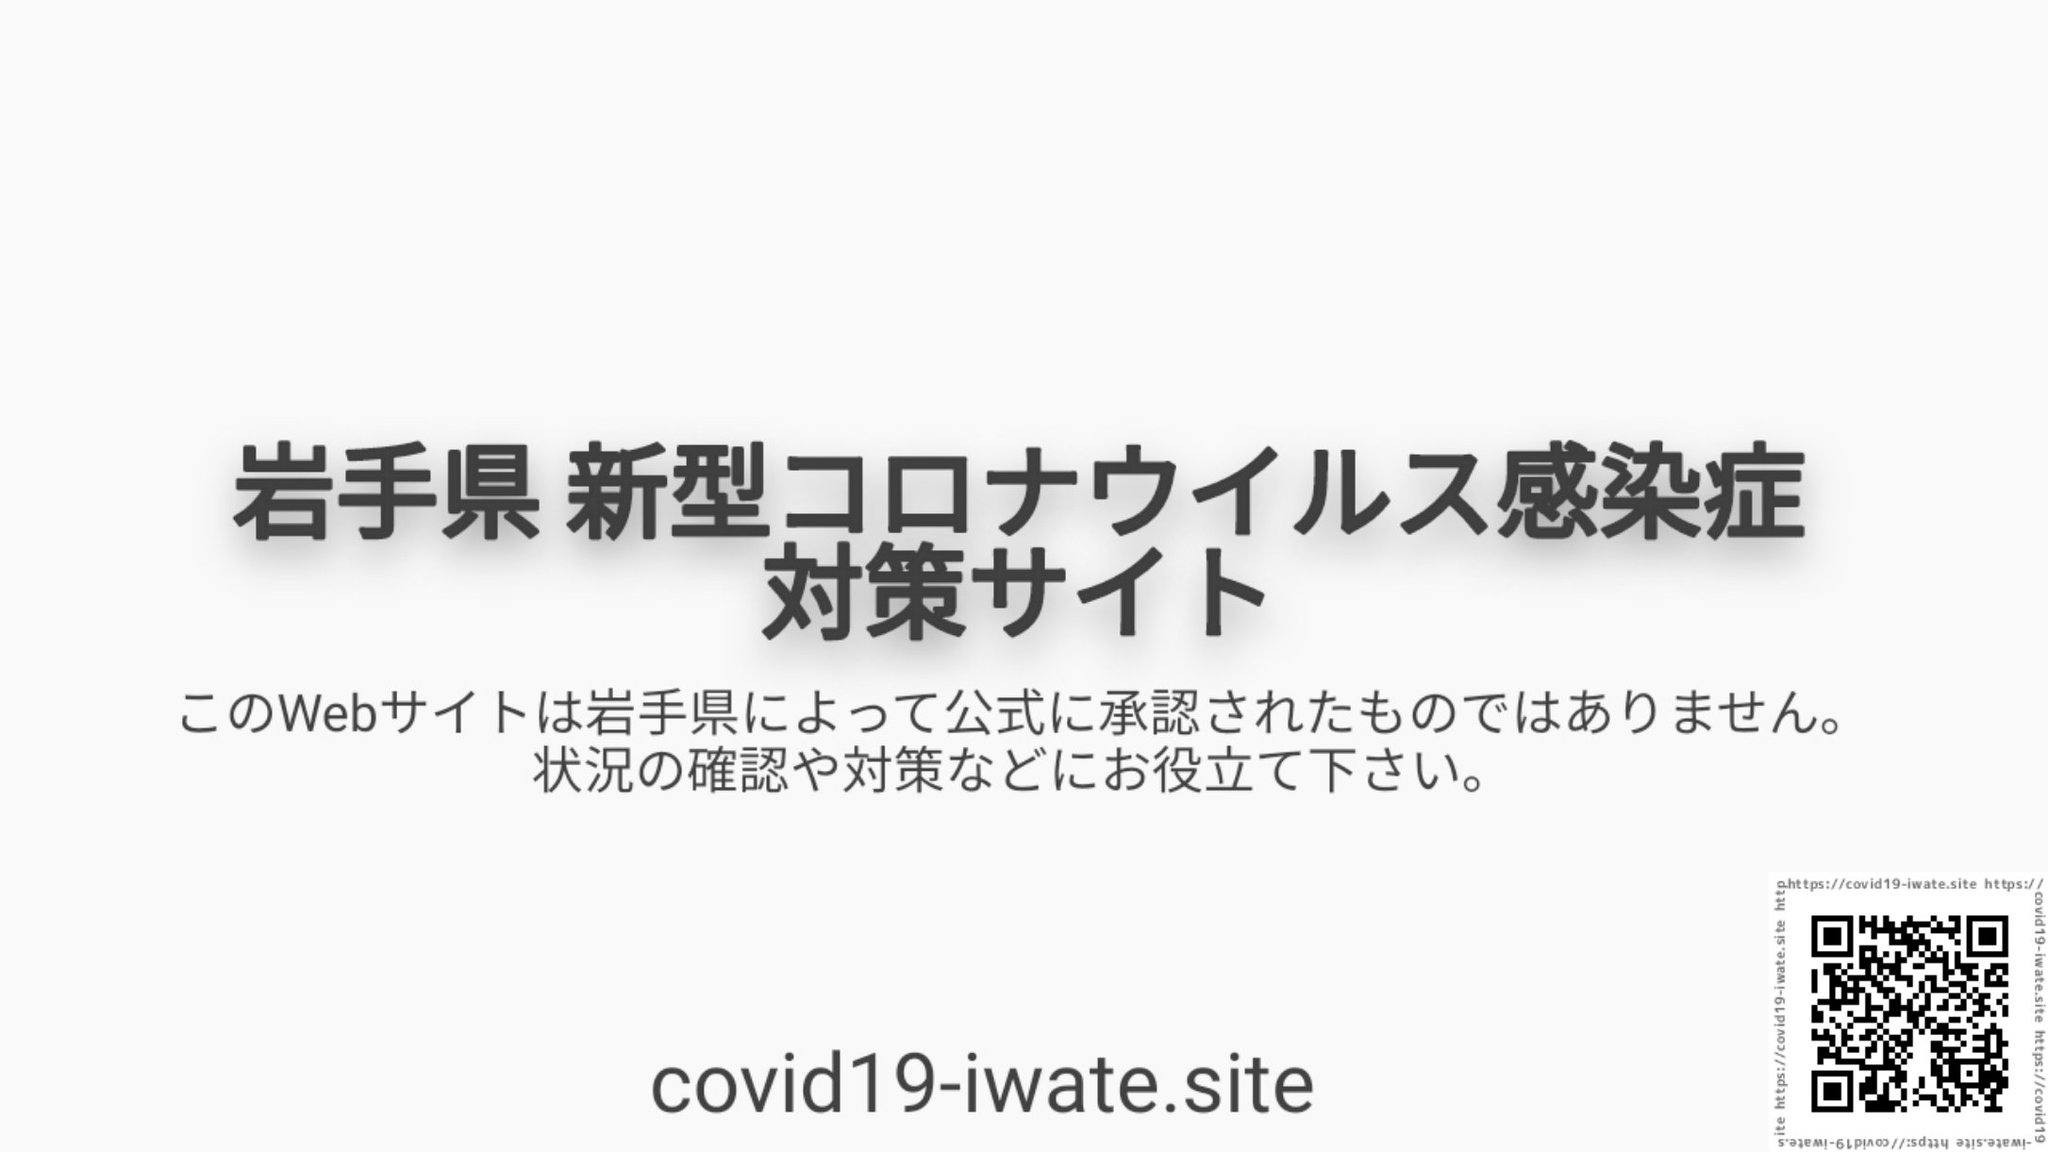 岩手県 新型コロナウイルス感染症
対策サイト
このWebサイトは岩手県によって公式に承認されたものではありません。
状況の確認や対策などにお役立て下さい。
covid19-iwate.site
https://covid19-iwate.site https://
covid19-iwate.site https://covid19
-iwate.site https://covid19-iwate.s
ite https://covid19-iwate.site http